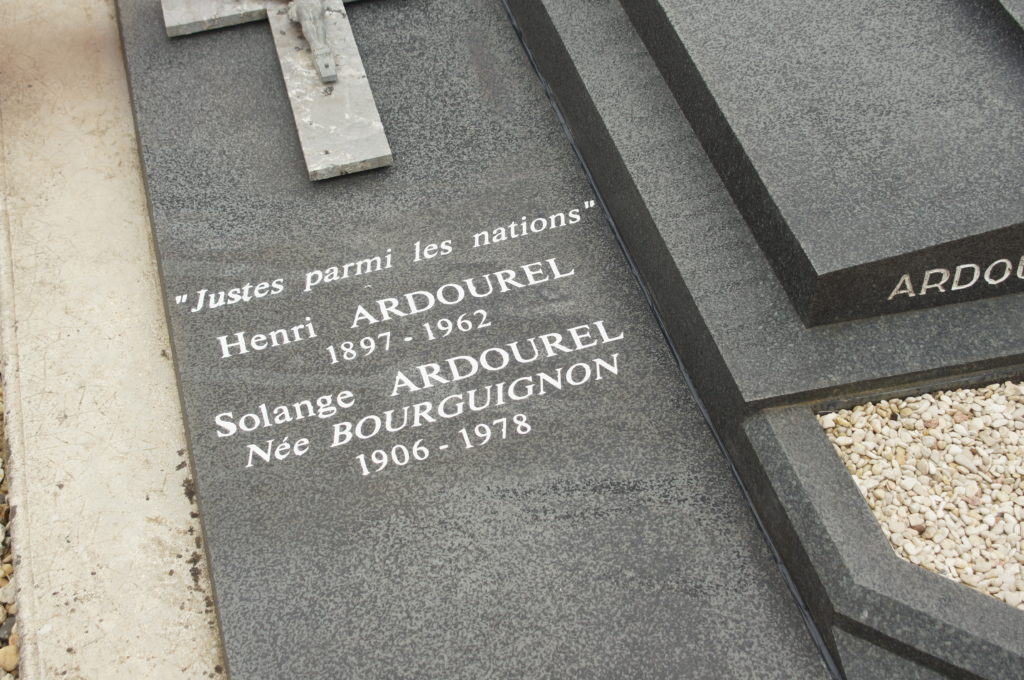 "Justes parmi les nations"
Henri ARDOUREL
1897 - 1962
Solange ARDOUREL
Née BOURGUIGNON
1906 - 1978